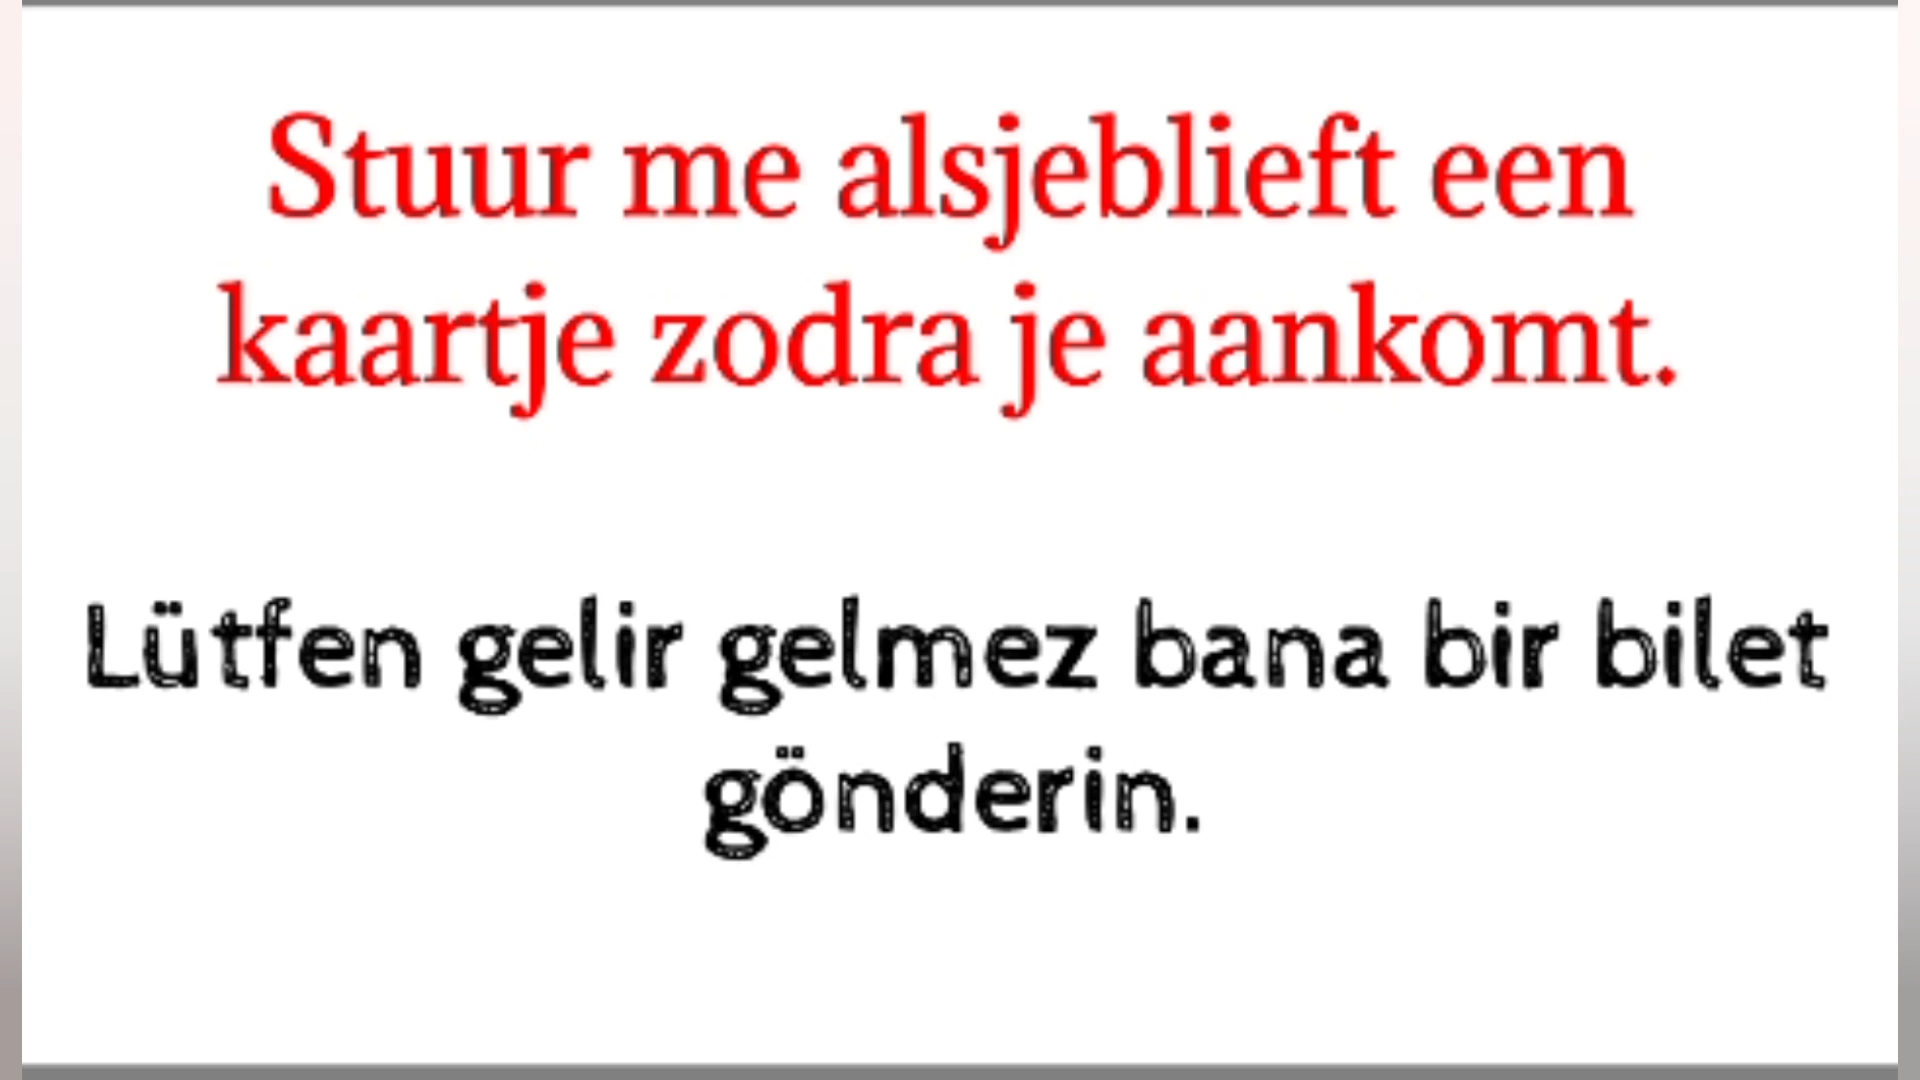 Stuur me alsjeblieft een
kaartje zodra je aankomt.
Lütfen gelir gelmez bana bir bilet
gönderin.